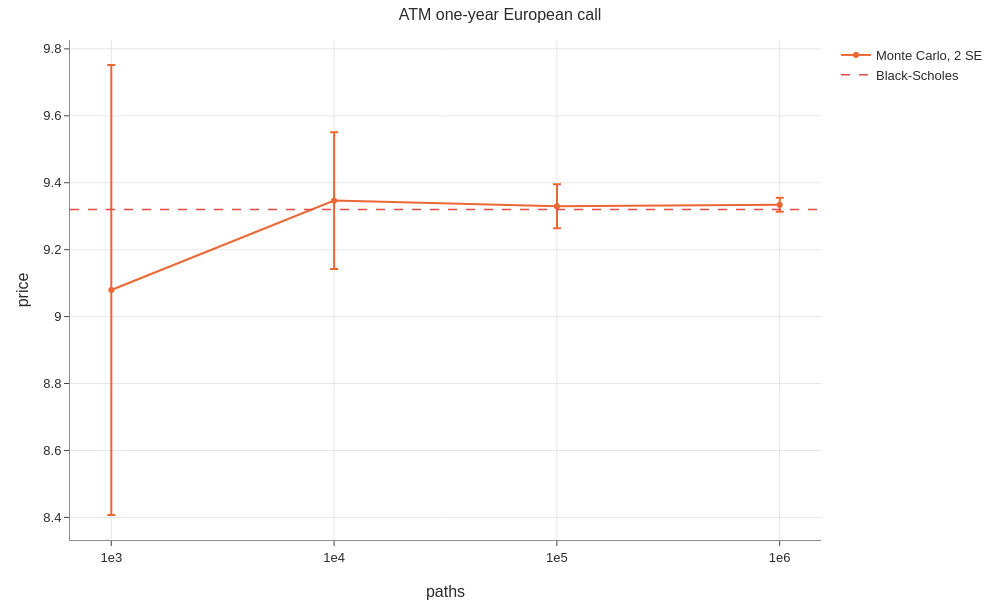 ATM one-year European call
Monte Carlo, 2 SE
Black-Scholes
price
9.8
9.6
9.4
9.2
9
8.8
8.6
8.4
1e3
1e4
1e5
1e6
paths